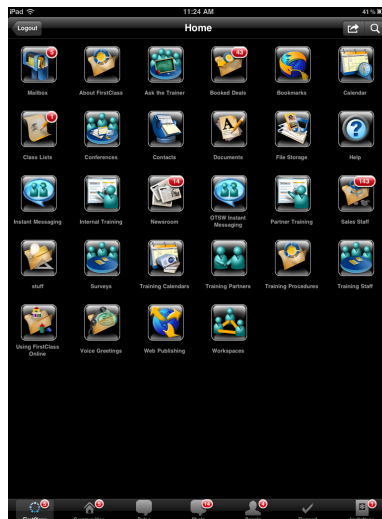 iPad 11:24 AM 41%
Logout Home
5 43
Mailbox About FirstClass Ask the Trainer Booked Deals Bookmarks Calendar
1
Class Lists Conferences Contacts Documents File Storage Help
14 143
Instant Messaging Internal Training Newsroom OTSW Instant Messaging Partner Training Sales Staff
stuff Surveys Training Calendars Training Partners Training Procedures Training Staff
Using FirstClass Online Voice Greetings Web Publishing Workspaces